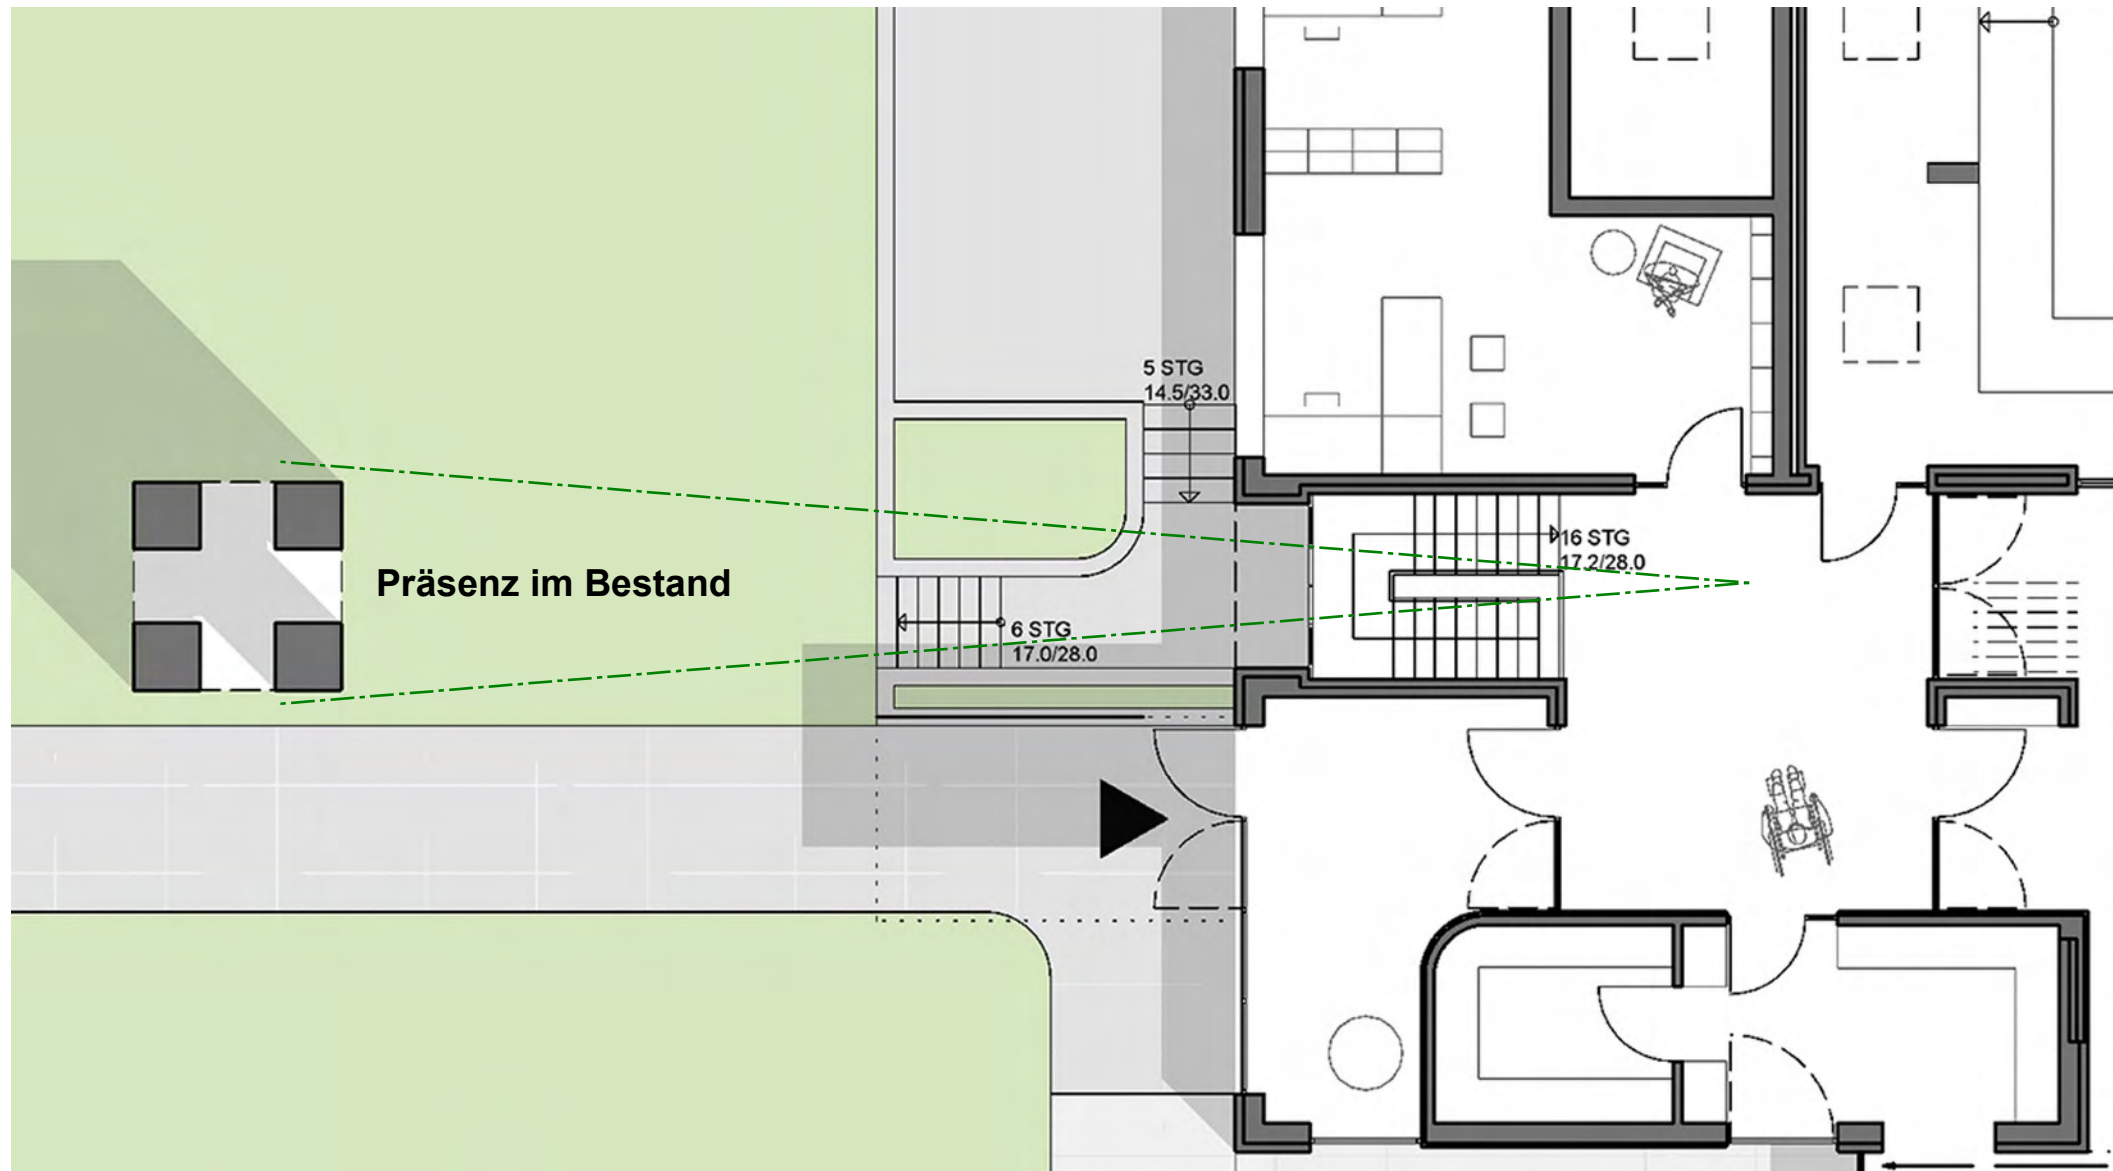 5 STG
14.5/33.0
16 STG
17.2/28.0
Präsenz im Bestand
6 STG
17.0/28.0